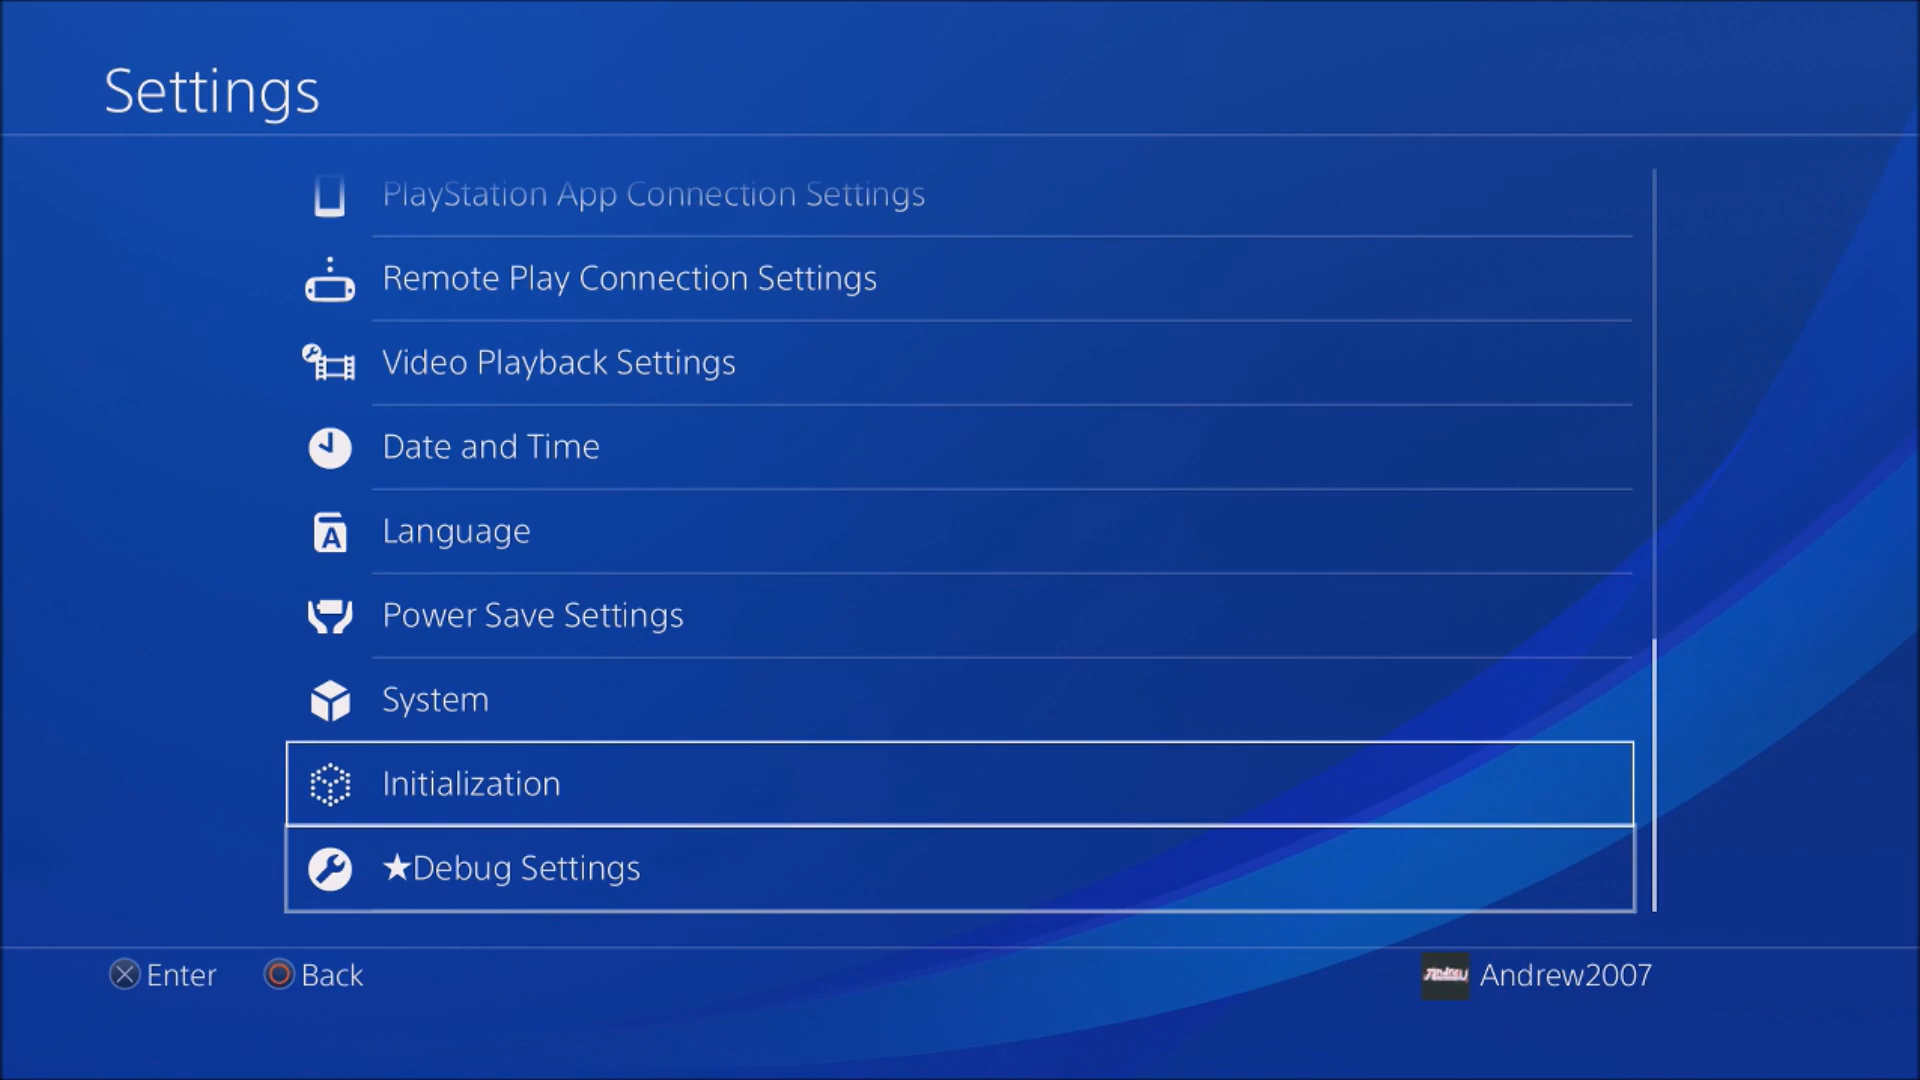 Settings
PlayStation App Connection Settings
Remote Play Connection Settings
Video Playback Settings
Date and Time
A Language
Power Save Settings
System
Initialization
★Debug Settings
Enter Back Andrew2007